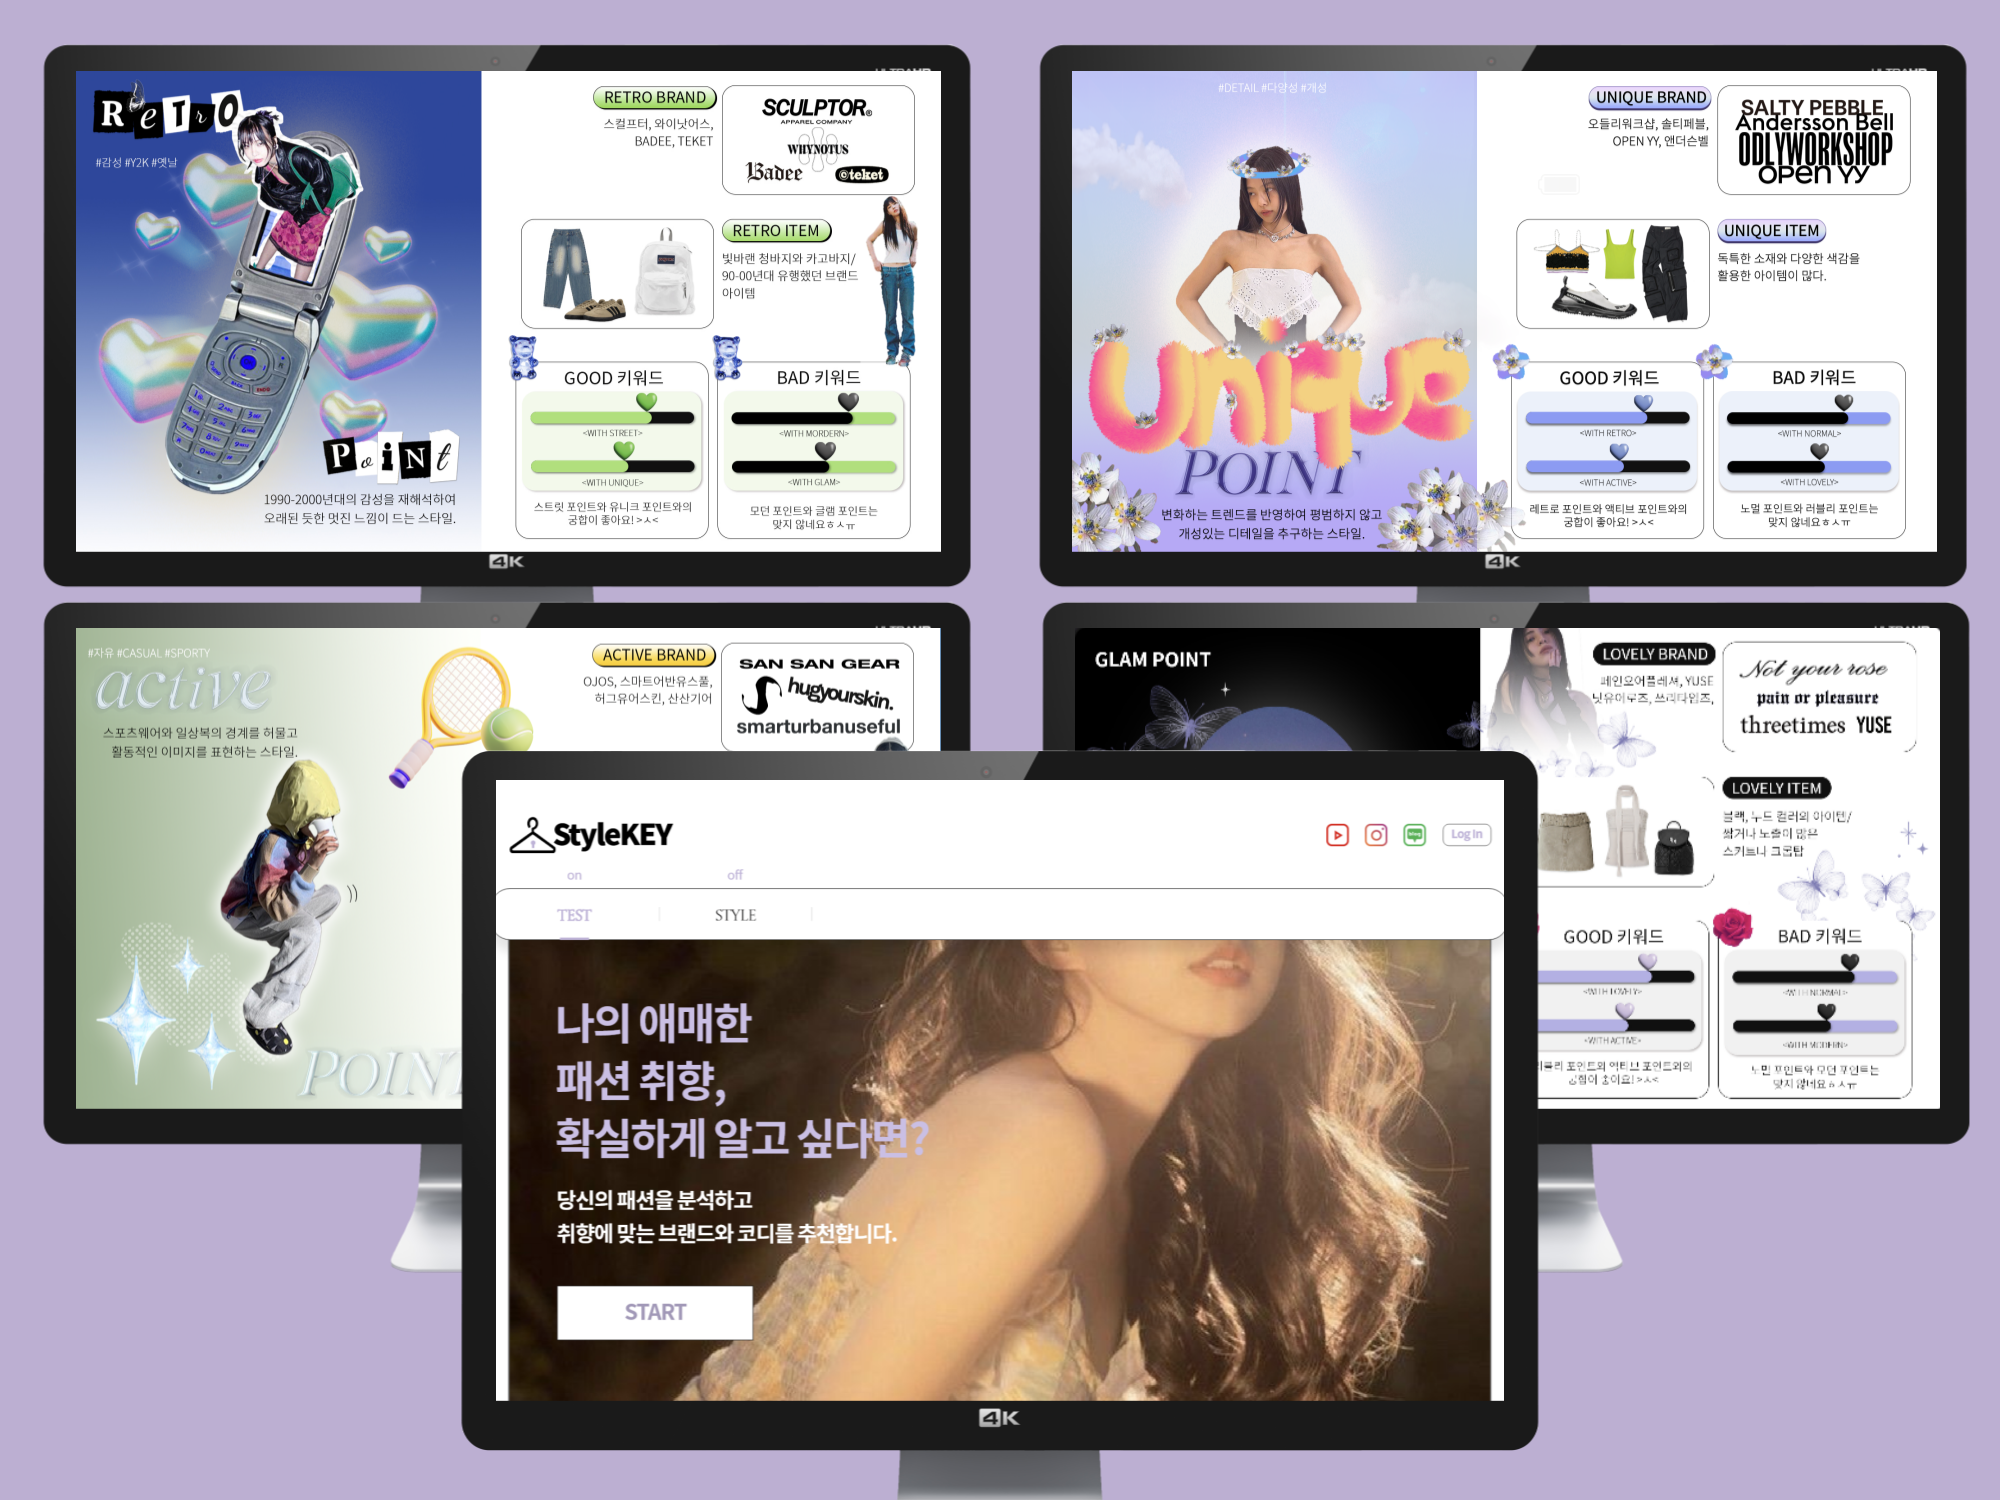 RETRO
#감성 #Y2K #옛날
POINT
1990-2000년대의 감성을 재해석하여
오래된 듯한 멋진 느낌이 드는 스타일.
RETRO BRAND
스컬프터, 와이낫어스,
BADEE, TEKET
SCULPTOR®
APPAREL COMPANY
WHYNOTUS
Badee
@teket
RETRO ITEM
빛바랜 청바지와 카고바지/
90-00년대 유행했던 브랜드
아이템
GOOD 키워드
<WITH STREET>
<WITH UNIQUE>
스트릿 포인트와 유니크 포인트와의
궁합이 좋아요! >ㅅ<
BAD 키워드
<WITH MORDERN>
<WITH GLAM>
모던 포인트와 글램 포인트는
맞지 않네요ㅎㅅㅠ
4K
#DETAIL #다양성 #개성
unique
POINT
변화하는 트렌드를 반영하여 평범하지 않고
개성있는 디테일을 추구하는 스타일.
UNIQUE BRAND
오들리워크샵, 솔티페블,
OPEN YY, 앤더슨벨
SALTY PEBBLE
Andersson Bell
ODLYWORKSHOP
OPEN YY
UNIQUE ITEM
독특한 소재와 다양한 색감을
활용한 아이템이 많다.
GOOD 키워드
<WITH RETRO>
<WITH ACTIVE>
레트로 포인트와 액티브 포인트와의
궁합이 좋아요! >ㅅ<
BAD 키워드
<WITH NORMAL>
<WITH LOVELY>
노멀 포인트와 러블리 포인트는
맞지 않네요ㅎㅅㅠ
4K
#자유 #CASUAL #SPORTY
active
스포츠웨어와 일상복의 경계를 허물고
활동적인 이미지를 표현하는 스타일.
POINT
ACTIVE BRAND
OJOS, 스마트어반유스풀,
허그유어스킨, 산산기어
SAN SAN GEAR
hugyourskin.
smarturbanuseful
GLAM POINT
LOVELY BRAND
페인오어플레셔, YUSE
낫유어로즈, 쓰리타임즈,
Not your rose
pain or pleasure
threetimes YUSE
LOVELY ITEM
블랙, 누드 컬러의 아이템/
짧거나 노출이 많은
스커트나 크롭탑
GOOD 키워드
<WITH LOVELY>
<WITH ACTIVE>
러블리 포인트와 액티브 포인트와의
궁합이 좋아요! >ㅅ<
BAD 키워드
<WITH NORMAL>
<WITH MODERN>
노멀 포인트와 모던 포인트는
맞지 않네요ㅎㅅㅠ
StyleKEY
blog
Log In
on
off
TEST
STYLE
나의 애매한
패션 취향,
확실하게 알고 싶다면?
당신의 패션을 분석하고
취향에 맞는 브랜드와 코디를 추천합니다.
START
4K